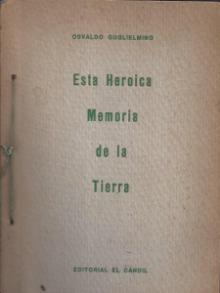 OSVALDO GUGLIELMINO
Esta Heroica
Memoria
de la
Tierra
EDITORIAL EL CANDIL